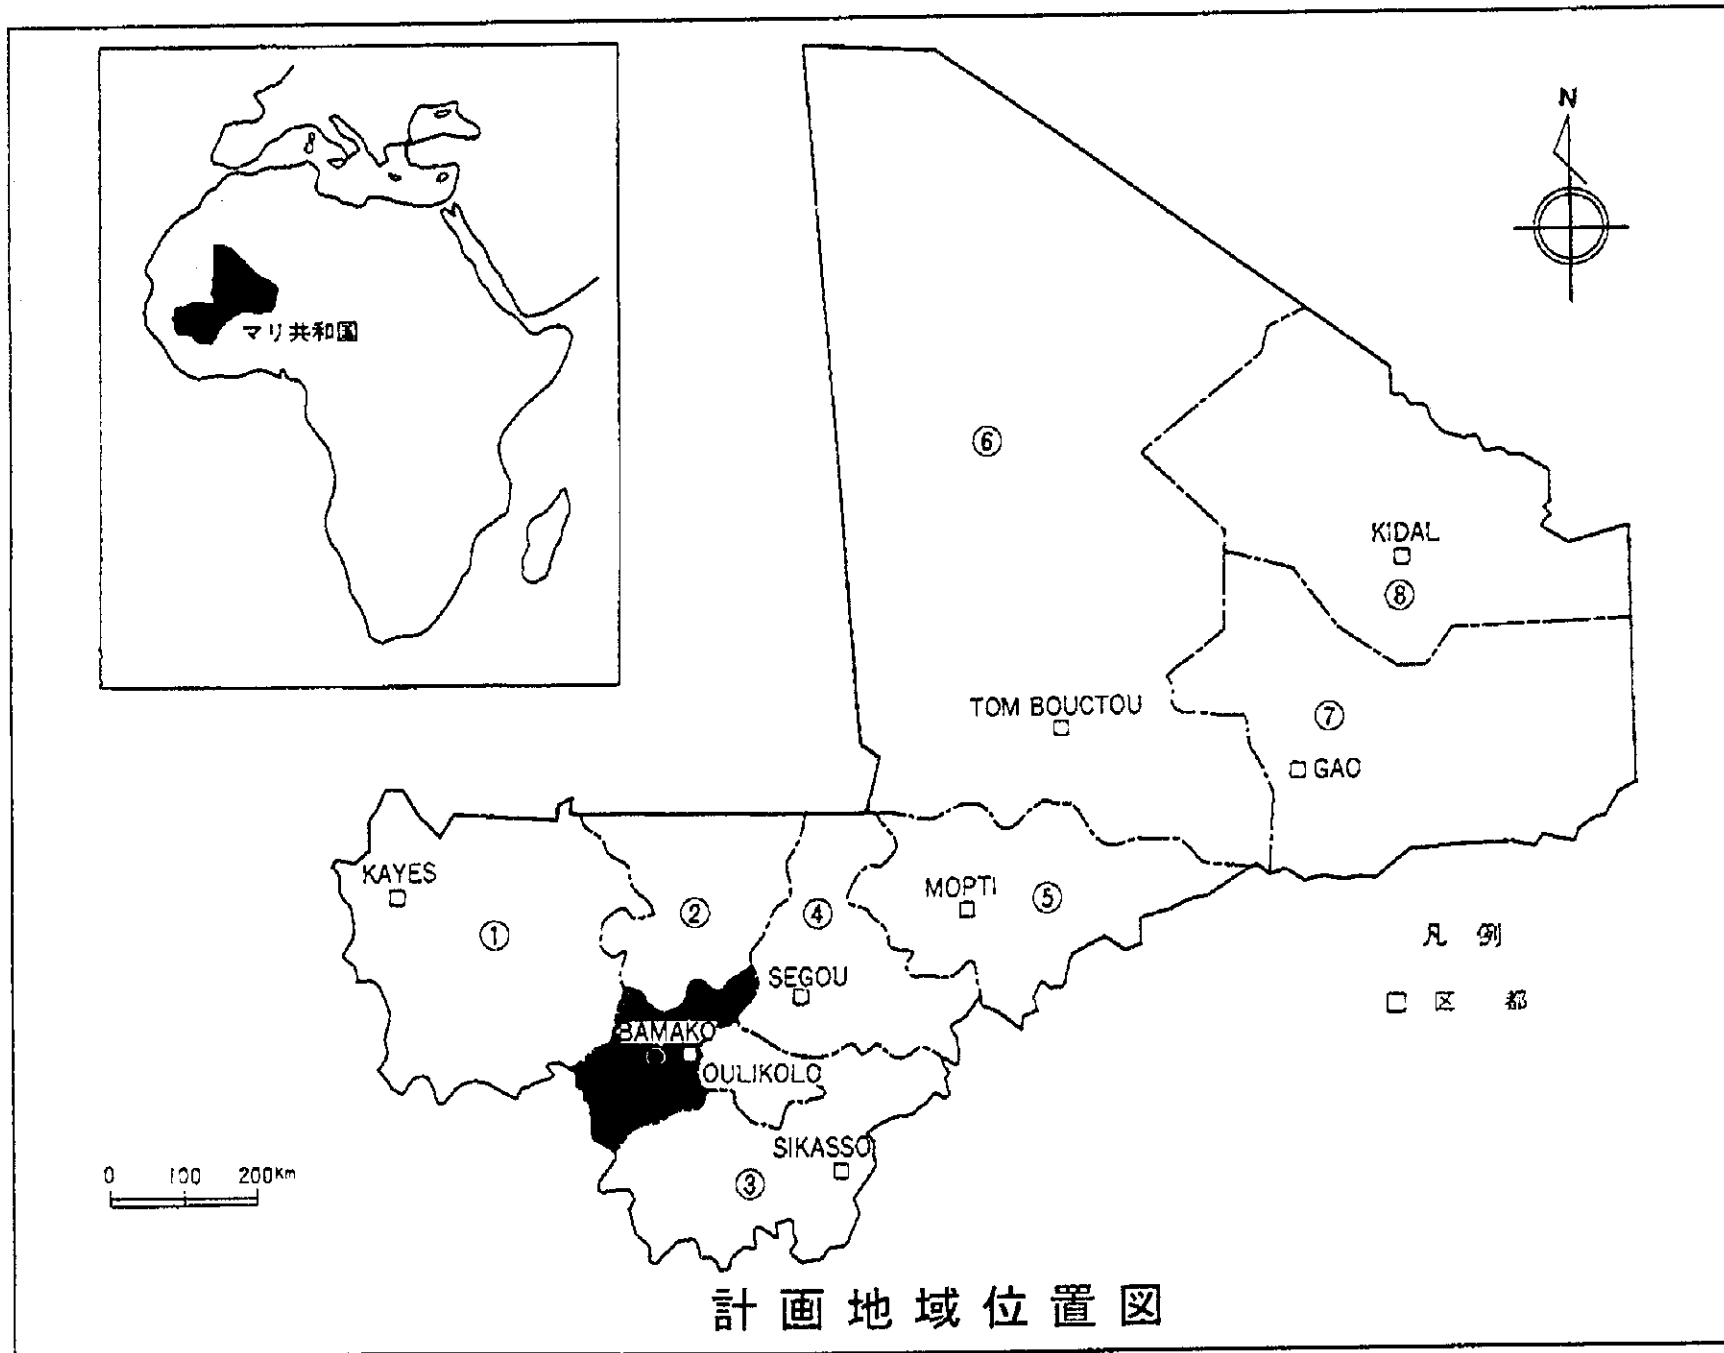 マリ共和国
N
⑥
KIDAL
⑧
TOM BOUCTOU
⑦
GAO
KAYES
①
②
④
MOPTI
⑤
SEGOU
凡 例
区 都
BAMAKO
OULIKOLO
SIKASSO
③
0 100 200Km
計画地域位置図